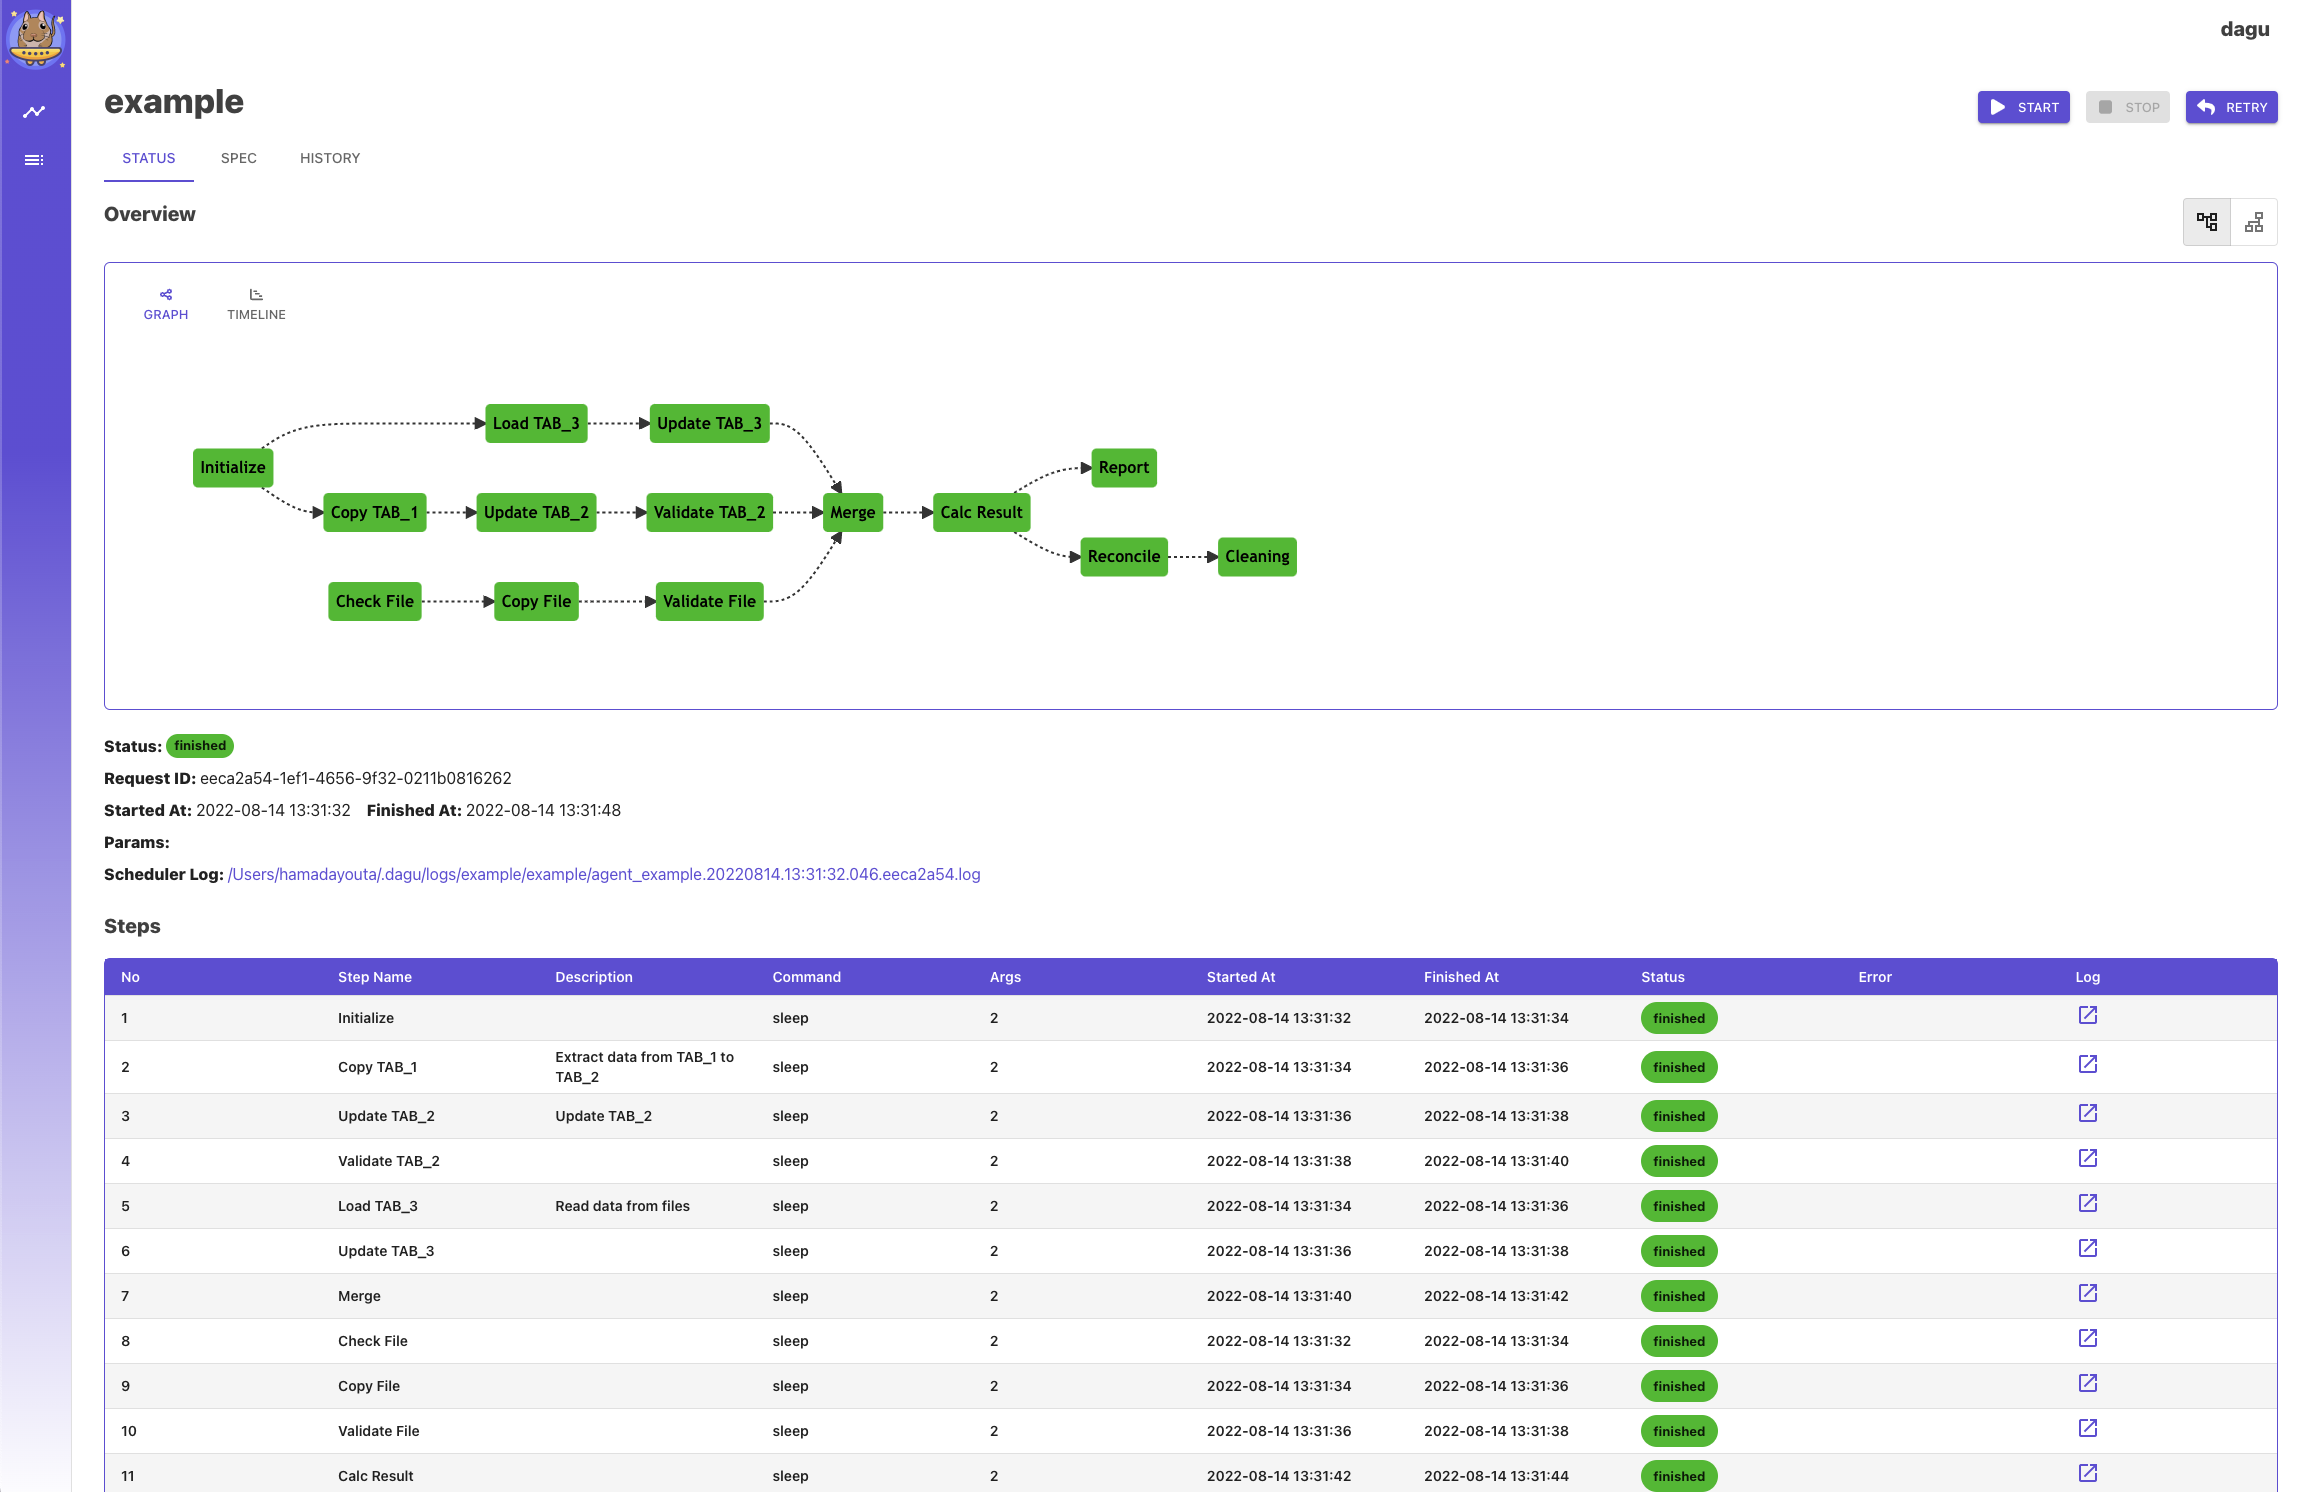 dagu
example
START STOP RETRY
STATUS SPEC HISTORY
Overview
GRAPH TIMELINE
Load TAB_3 Update TAB_3
Initialize Report
Copy TAB_1 Update TAB_2 Validate TAB_2 Merge Calc Result
Reconcile Cleaning
Check File Copy File Validate File
Status: finished
Request ID: eeca2a54-1ef1-4656-9f32-0211b0816262
Started At: 2022-08-14 13:31:32 Finished At: 2022-08-14 13:31:48
Params:
Scheduler Log: /Users/hamadayouta/.dagu/logs/example/example/agent_example.20220814.13:31:32.046.eeca2a54.log
Steps
No Step Name Description Command Args Started At Finished At Status Error Log
1 Initialize sleep 2 2022-08-14 13:31:32 2022-08-14 13:31:34 finished
2 Copy TAB_1 Extract data from TAB_1 to TAB_2 sleep 2 2022-08-14 13:31:34 2022-08-14 13:31:36 finished
3 Update TAB_2 Update TAB_2 sleep 2 2022-08-14 13:31:36 2022-08-14 13:31:38 finished
4 Validate TAB_2 sleep 2 2022-08-14 13:31:38 2022-08-14 13:31:40 finished
5 Load TAB_3 Read data from files sleep 2 2022-08-14 13:31:34 2022-08-14 13:31:36 finished
6 Update TAB_3 sleep 2 2022-08-14 13:31:36 2022-08-14 13:31:38 finished
7 Merge sleep 2 2022-08-14 13:31:40 2022-08-14 13:31:42 finished
8 Check File sleep 2 2022-08-14 13:31:32 2022-08-14 13:31:34 finished
9 Copy File sleep 2 2022-08-14 13:31:34 2022-08-14 13:31:36 finished
10 Validate File sleep 2 2022-08-14 13:31:36 2022-08-14 13:31:38 finished
11 Calc Result sleep 2 2022-08-14 13:31:42 2022-08-14 13:31:44 finished